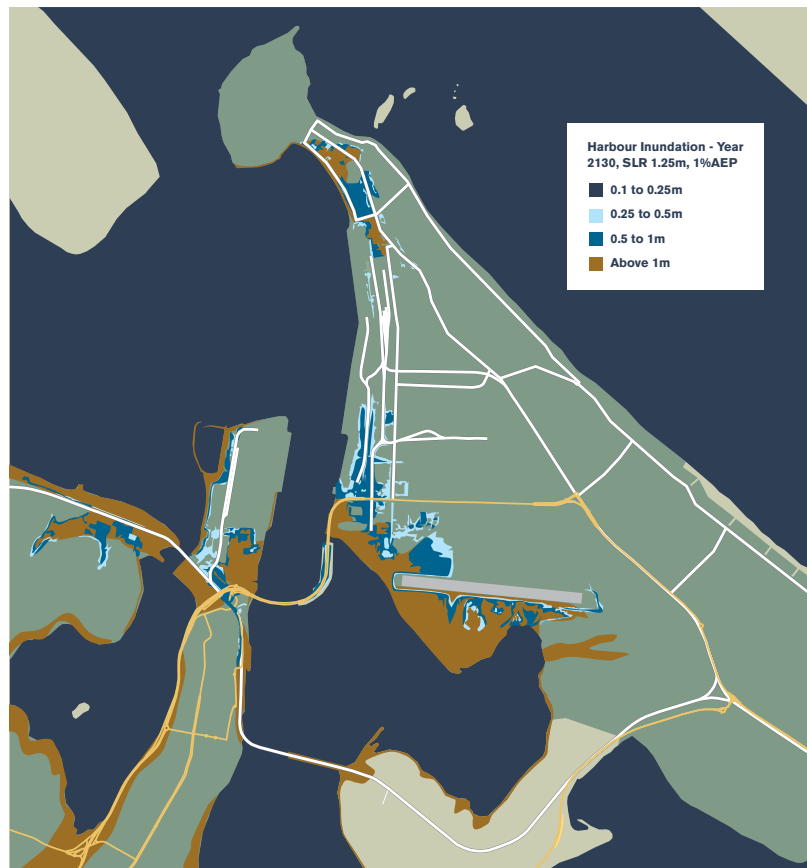 Harbour Inundation - Year
2130, SLR 1.25m, 1%AEP
0.1 to 0.25m
0.25 to 0.5m
0.5 to 1m
Above 1m